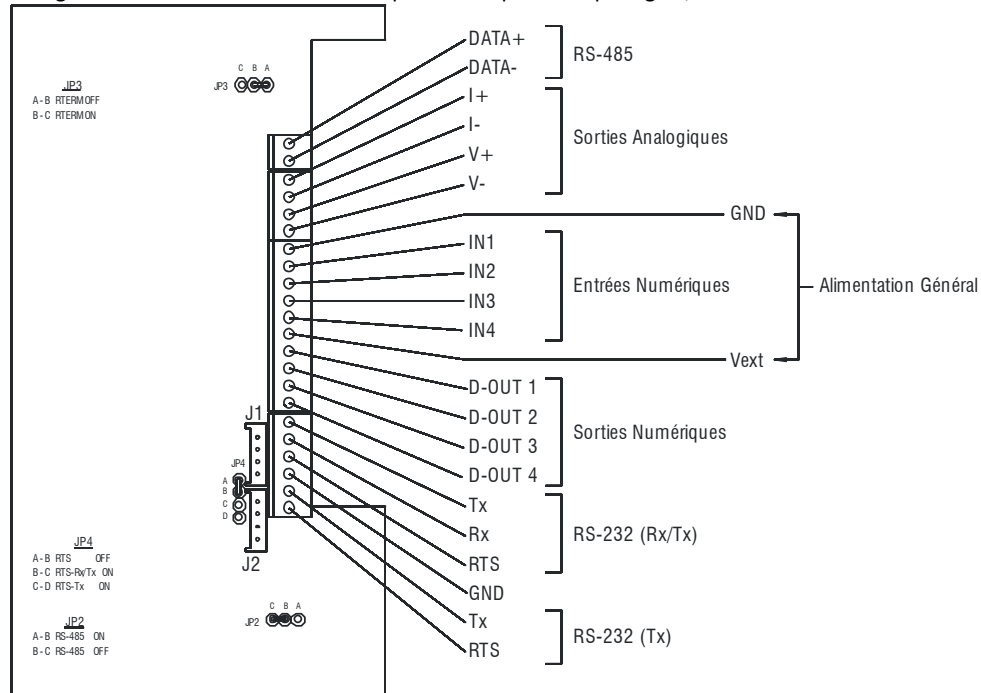 DATA+
DATA-
RS-485
C B A
JP3
JP3
A-B RTERMOFF
B-C RTERMON
I+
I-
V+
V-
Sorties Analogiques
GND
IN1
IN2
IN3
IN4
Entrées Numériques
Alimentation Général
Vext
D-OUT 1
D-OUT 2
D-OUT 3
D-OUT 4
Sorties Numériques
J1
JP4
A
B
C
D
J2
Tx
Rx
RTS
RS-232 (Rx/Tx)
GND
Tx
RTS
RS-232 (Tx)
JP4
A-B RTS OFF
B-C RTS-Rx/Tx ON
C-D RTS-Tx ON
C B A
JP2
JP2
A-B RS-485 ON
B-C RS-485 OFF